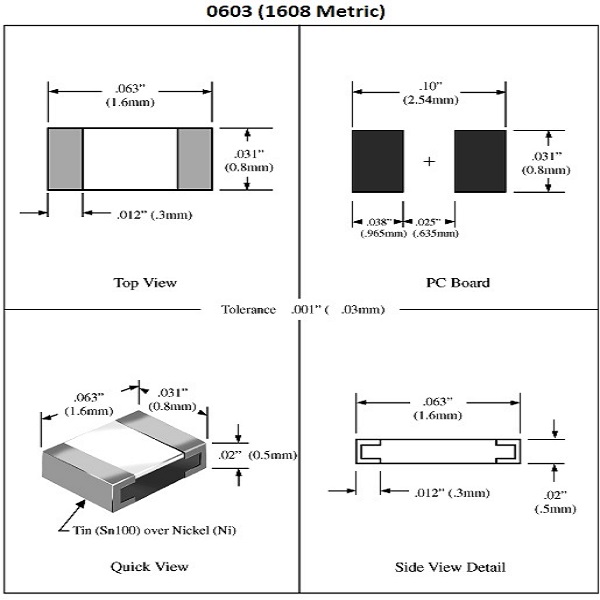 0603 (1608 Metric)
.063”
(1.6mm)
.031”
(0.8mm)
.012” (.3mm)
Top View
.10”
(2.54mm)
.031”
(0.8mm)
.038”
(.965mm)
.025”
(.635mm)
PC Board
Tolerance .001” ( .03mm)
.063”
(1.6mm)
.031”
(0.8mm)
.02” (0.5mm)
Tin (Sn100) over Nickel (Ni)
Quick View
.063”
(1.6mm)
.012” (.3mm)
.02”
(.5mm)
Side View Detail